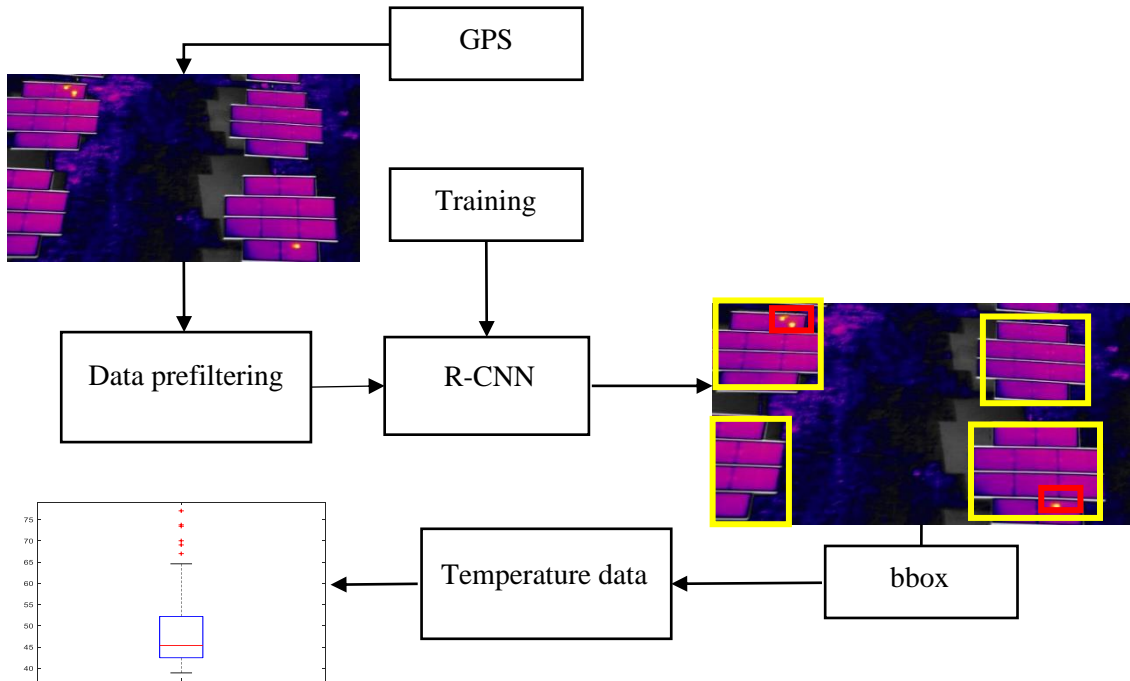 GPS
Training
Data prefiltering
R-CNN
75
70
65
60
55
50
45
40
Temperature data
bbox